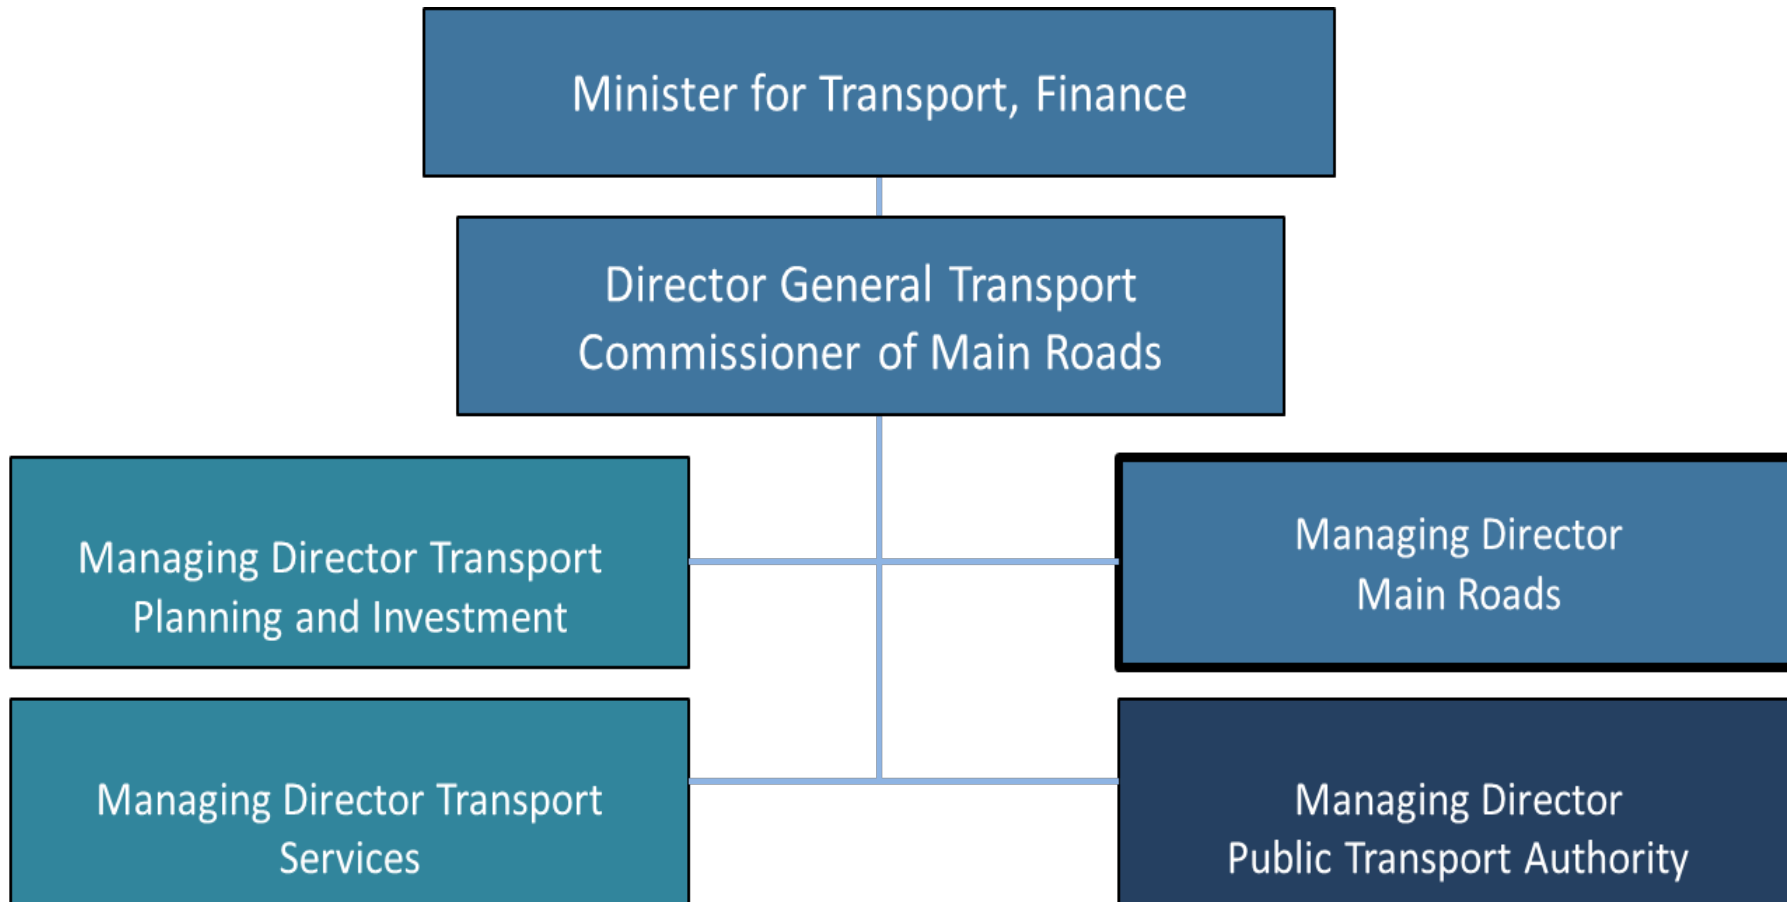 Minister for Transport, Finance
Director General Transport
Commissioner of Main Roads
Managing Director Transport
Planning and Investment
Managing Director
Main Roads
Managing Director Transport
Services
Managing Director
Public Transport Authority